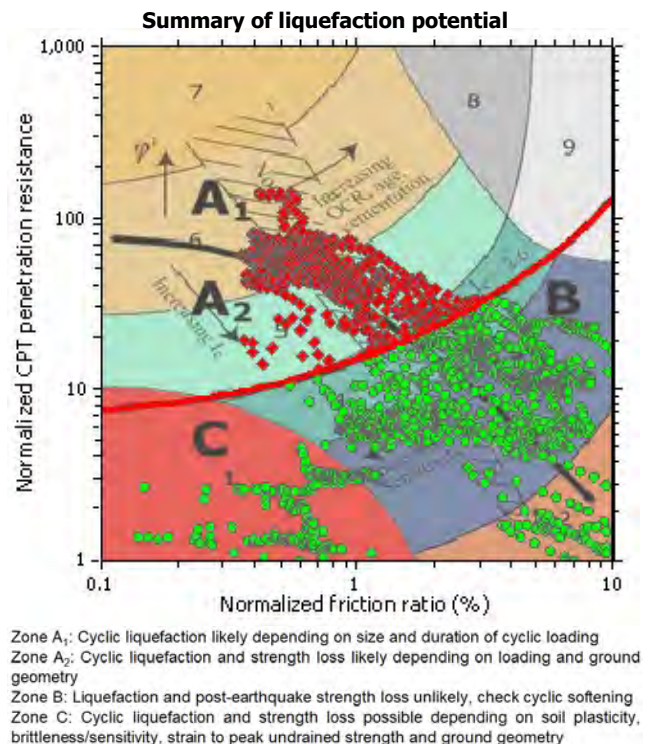 Summary of liquefaction potential
1,000
100
10
1
Normalized CPT penetration resistance
7
8
9
φ'
A1
Increasing
OCR, age
cementation
6
A2
Increasing Ic
5
B
C
1
2
0.1 1 10
Normalized friction ratio (%)
Zone A1: Cyclic liquefaction likely depending on size and duration of cyclic loading
Zone A2: Cyclic liquefaction and strength loss likely depending on loading and ground
geometry
Zone B: Liquefaction and post-earthquake strength loss unlikely, check cyclic softening
Zone C: Cyclic liquefaction and strength loss possible depending on soil plasticity,
brittleness/sensitivity, strain to peak undrained strength and ground geometry